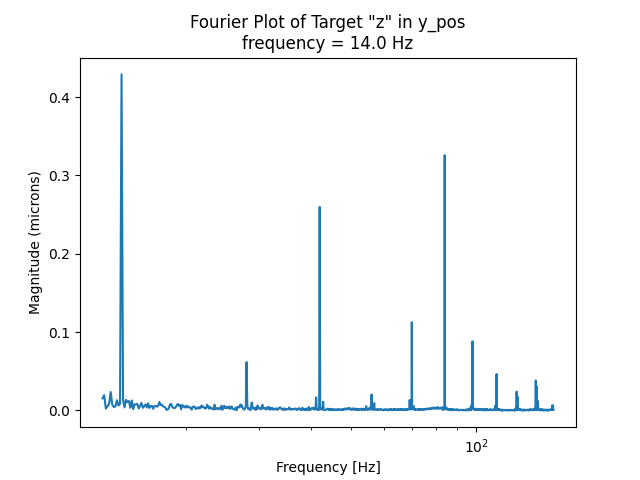 Fourier Plot of Target "z" in y_pos
frequency = 14.0 Hz
0.4
0.3
0.2
0.1
0.0
Magnitude (microns)
10²
Frequency [Hz]